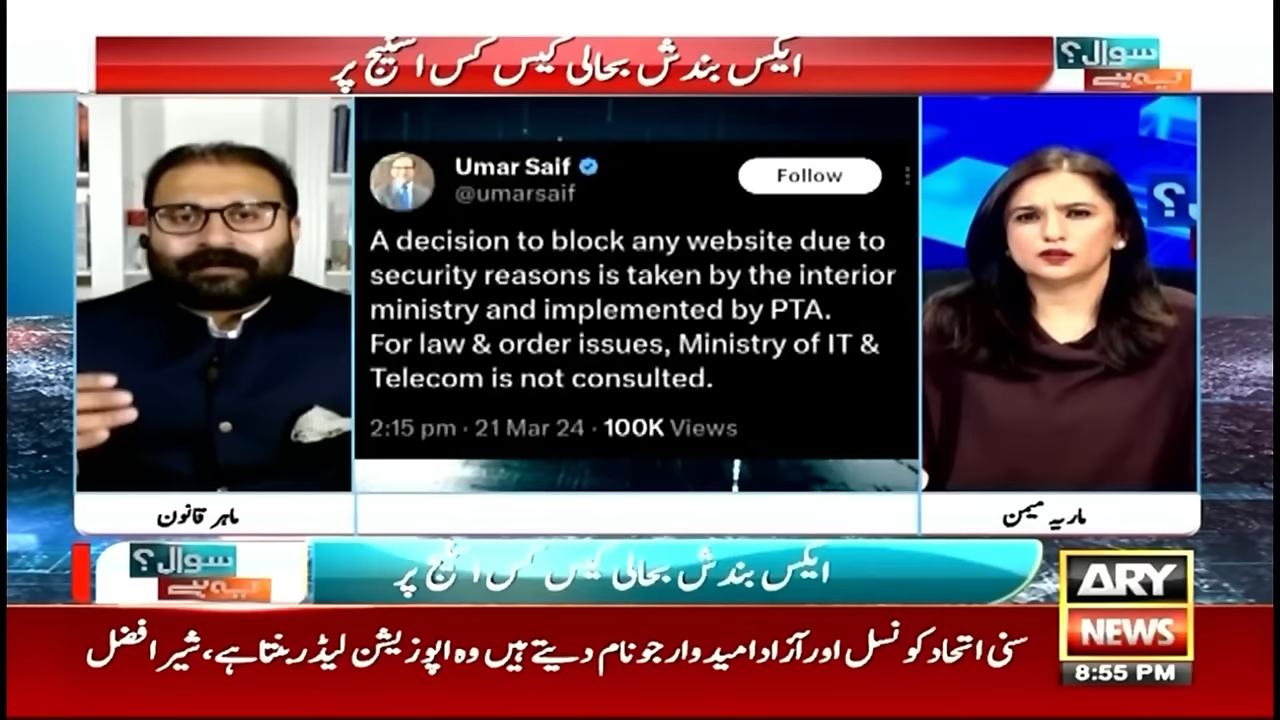 ایکس بندش بحالی کیس کس اسٹیج پر
سوال؟
یہ ہے
Umar Saif
@umarsaif
Follow
A decision to block any website due to
security reasons is taken by the interior
ministry and implemented by PTA.
For law & order issues, Ministry of IT &
Telecom is not consulted.
2:15 pm · 21 Mar 24 · 100K Views
ماہر قانون
ماریہ میمن
سوال؟
یہ ہے
ایکس بندش بحالی کیس کس اسٹیج پر
ARY
NEWS
8:55 PM
سنی اتحاد کونسل اور آزاد امیدوار جو نام دیتے ہیں وہ اپوزیشن لیڈر بنتا ہے، شیر افضل